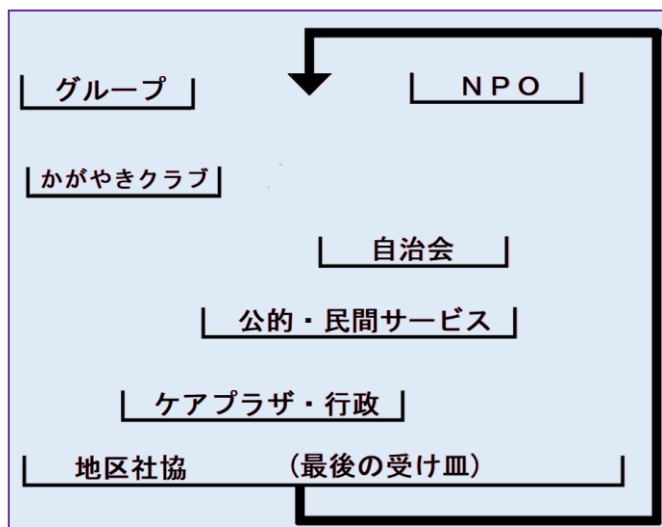 グループ
NPO
かがやきクラブ
自治会
公的・民間サービス
ケアプラザ・行政
地区社協 (最後の受け皿)